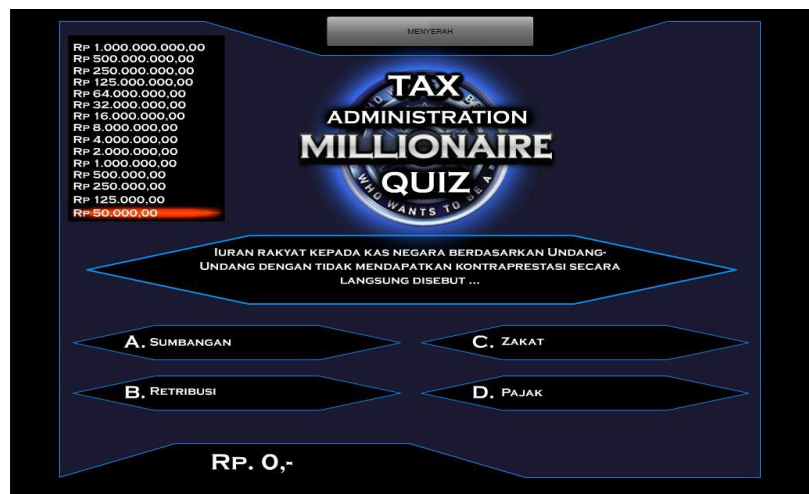 MENYERAH
Rp 1.000.000.000,00
Rp 500.000.000,00
Rp 250.000.000,00
Rp 125.000.000,00
Rp 64.000.000,00
Rp 32.000.000,00
Rp 16.000.000,00
Rp 8.000.000,00
Rp 4.000.000,00
Rp 2.000.000,00
Rp 1.000.000,00
Rp 500.000,00
Rp 250.000,00
Rp 125.000,00
Rp 50.000,00
TAX
ADMINISTRATION
MILLIONAIRE
QUIZ
WHO WANTS TO BE A
Iuran rakyat kepada kas negara berdasarkan Undang-
Undang dengan tidak mendapatkan kontraprestasi secara
langsung disebut ...
A. Sumbangan
C. Zakat
B. Retribusi
D. Pajak
Rp. 0,-